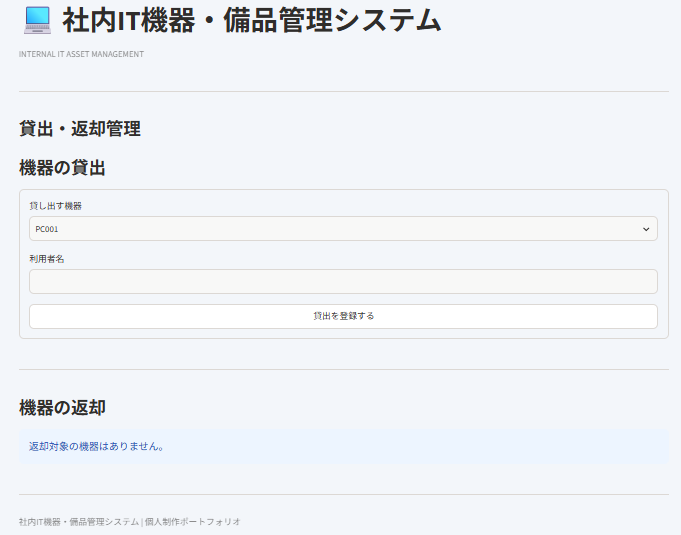 社内IT機器・備品管理システム
INTERNAL IT ASSET MANAGEMENT
貸出・返却管理
機器の貸出
貸し出す機器
PC001
利用者名
貸出を登録する
機器の返却
返却対象の機器はありません。
社内IT機器・備品管理システム | 個人制作ポートフォリオ